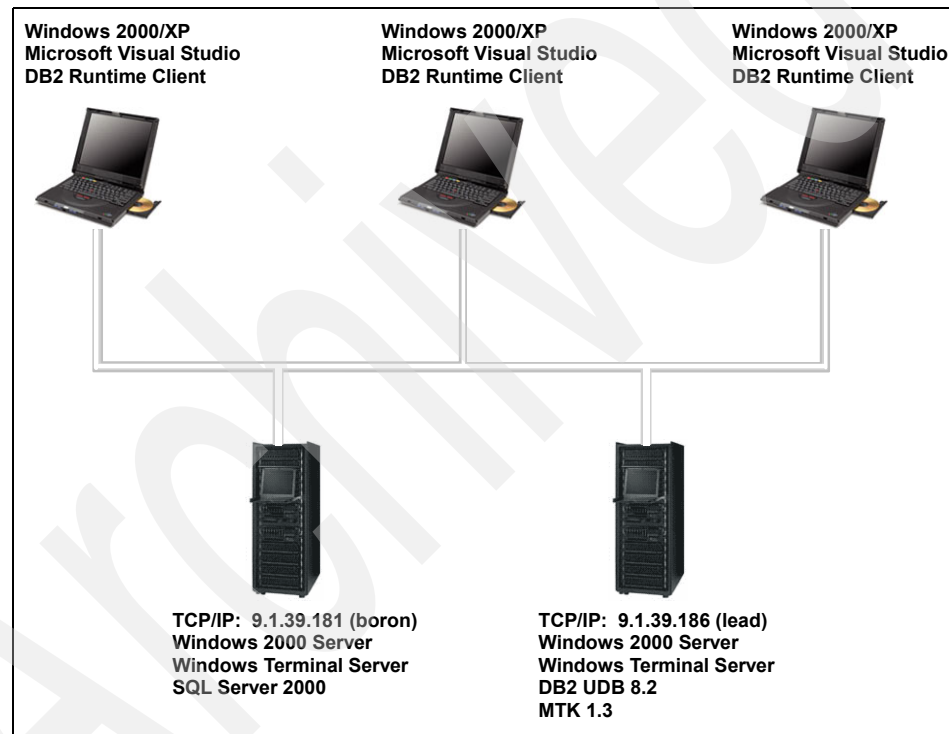 Windows 2000/XP
Microsoft Visual Studio
DB2 Runtime Client
Windows 2000/XP
Microsoft Visual Studio
DB2 Runtime Client
Windows 2000/XP
Microsoft Visual Studio
DB2 Runtime Client
TCP/IP: 9.1.39.181 (boron)
Windows 2000 Server
Windows Terminal Server
SQL Server 2000
TCP/IP: 9.1.39.186 (lead)
Windows 2000 Server
Windows Terminal Server
DB2 UDB 8.2
MTK 1.3